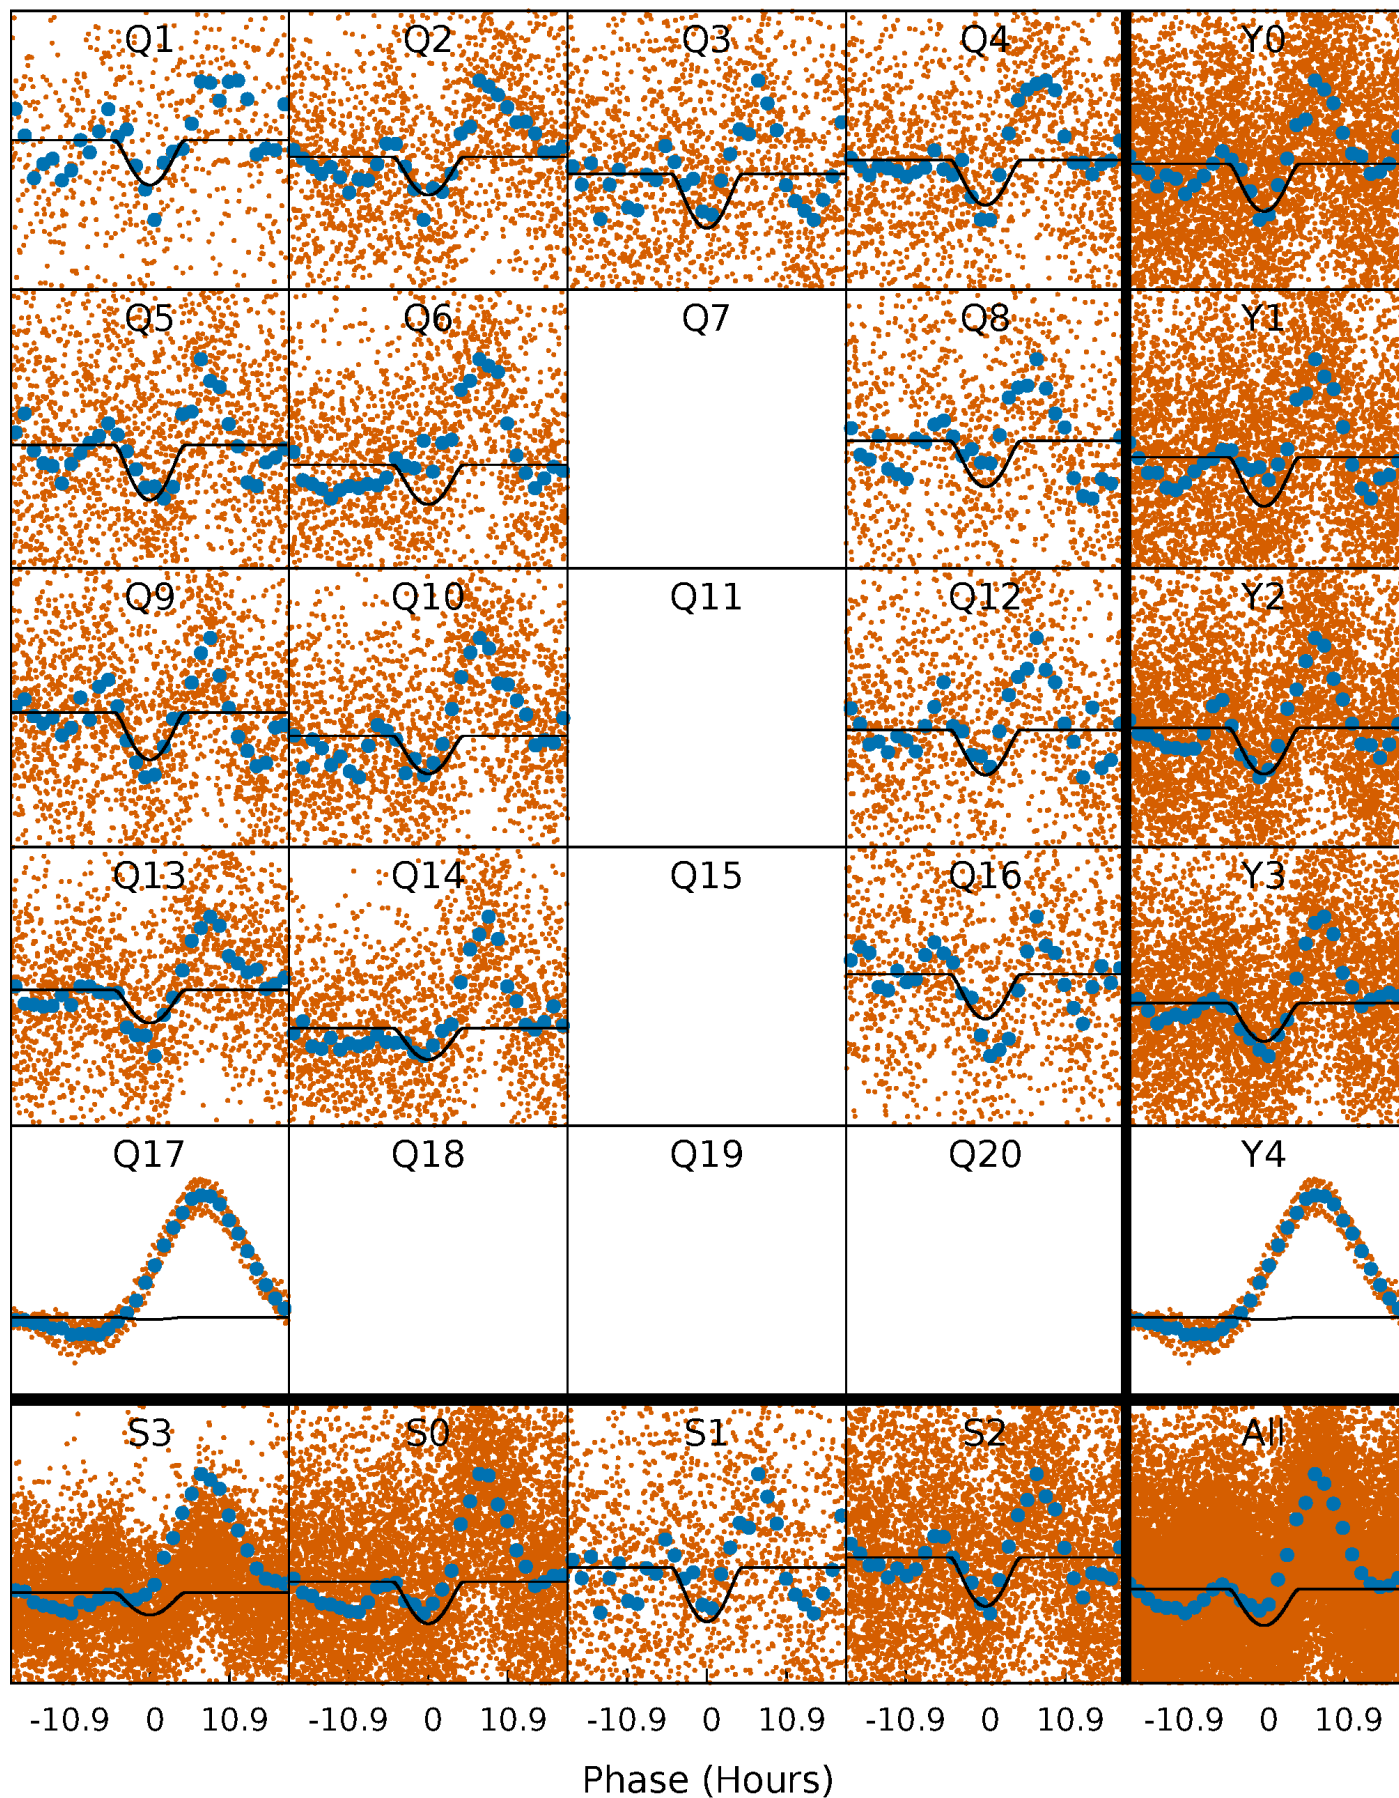 Q1 Q2 Q3 Q4 Y0
Q5 Q6 Q7 Q8 Y1
Q9 Q10 Q11 Q12 Y2
Q13 Q14 Q15 Q16 Y3
Q17 Q18 Q19 Q20 Y4
S3 S0 S1 S2 All
-10.9 0 10.9 -10.9 0 10.9 -10.9 0 10.9 -10.9 0 10.9 -10.9 0 10.9
Phase (Hours)